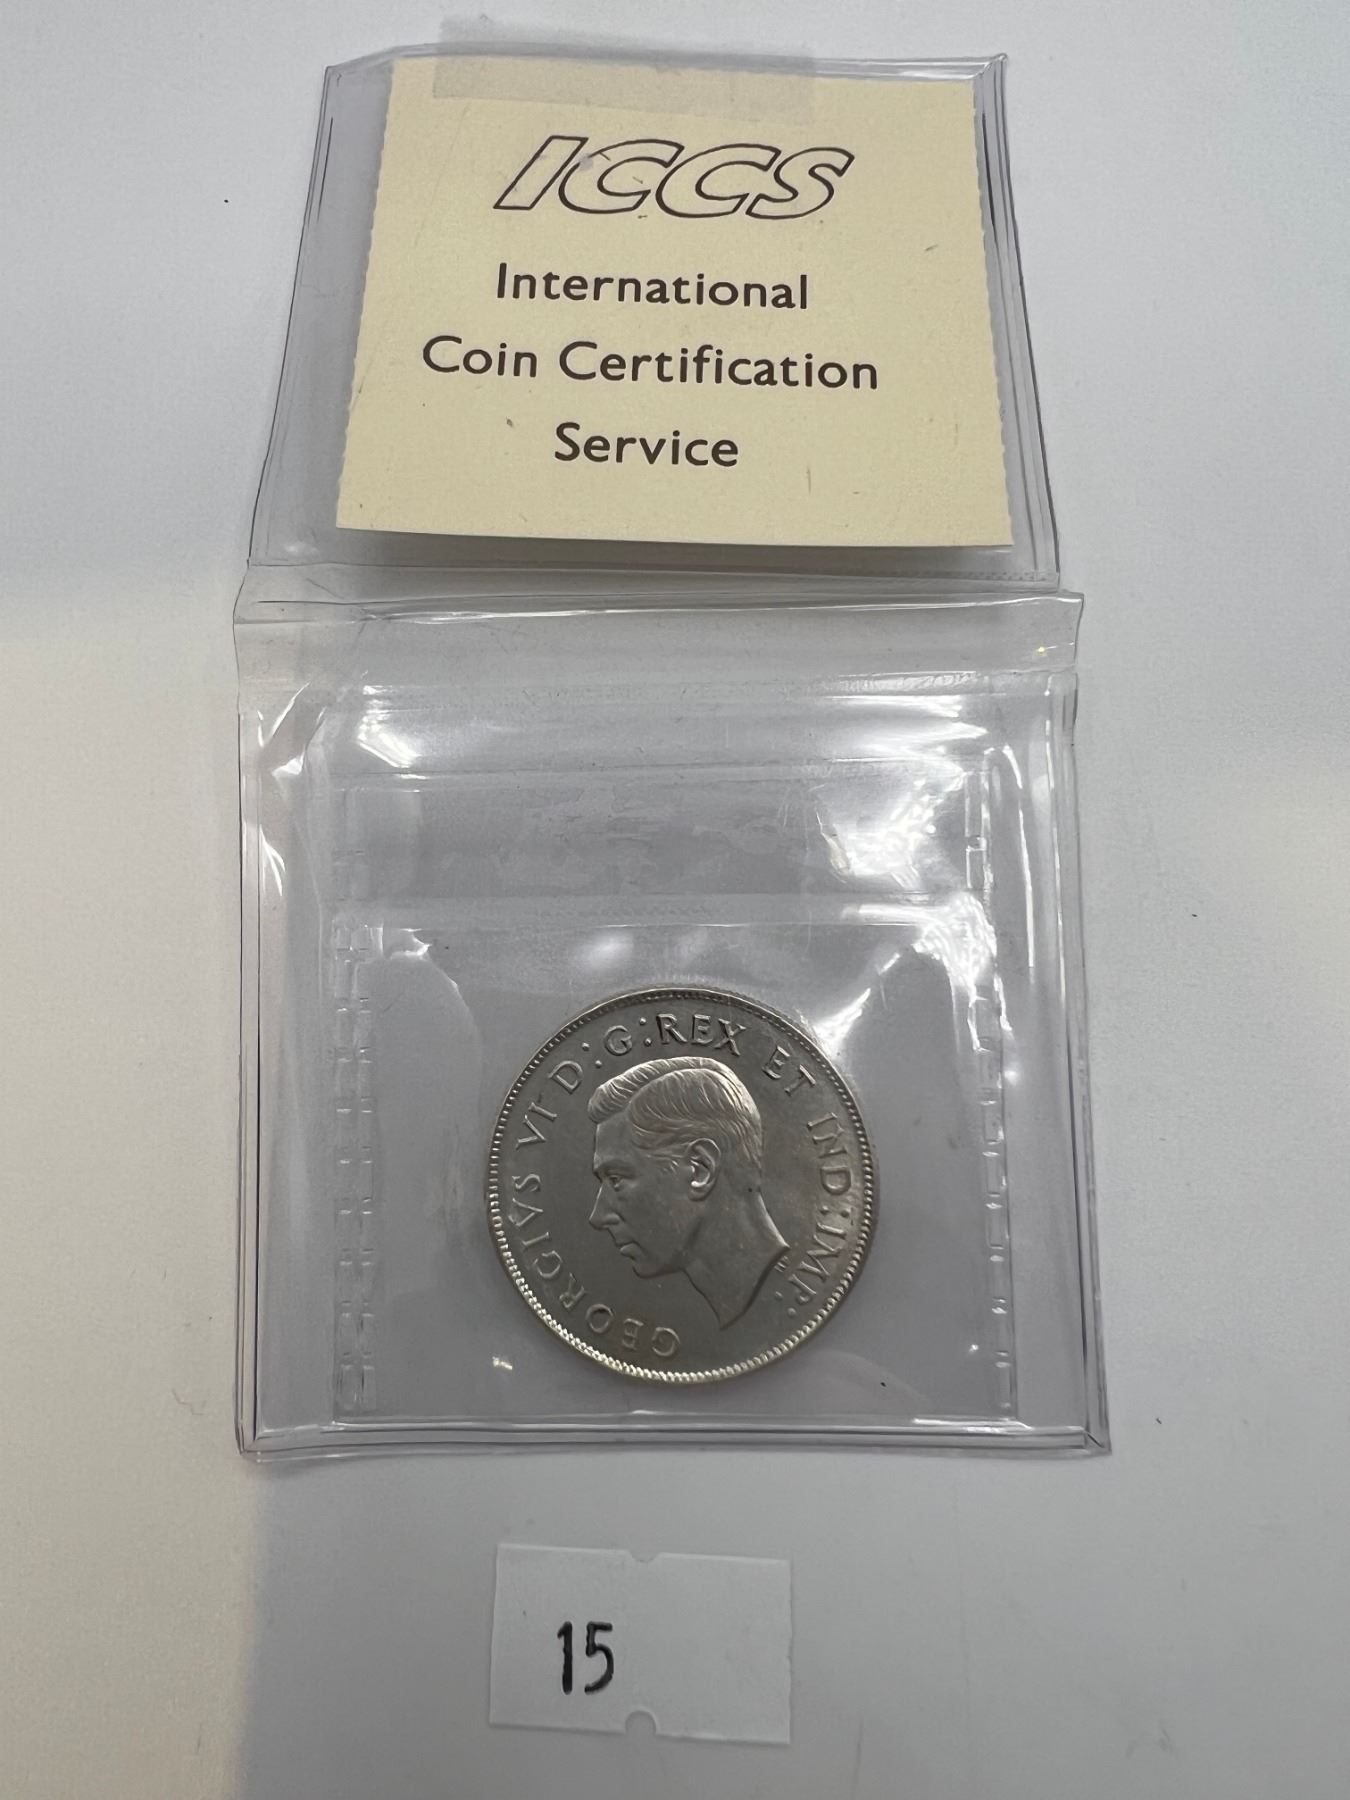 ICCS
International
Coin Certification
Service
GEORGIVS VI D:G:REX ET IND:IMP:
15